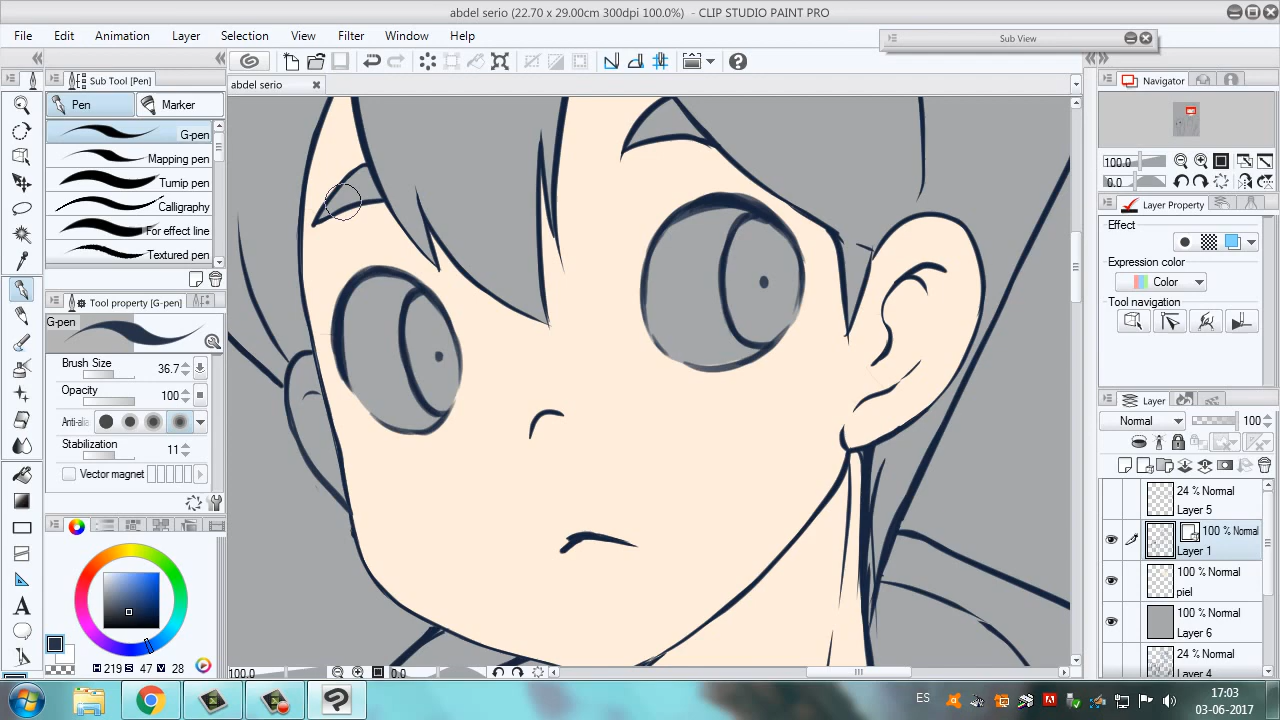 abdel serio (22.70 x 29.00cm 300dpi 100.0%)  - CLIP STUDIO PAINT PRO
File Edit Animation Layer Selection View Filter Window Help
Sub View
Sub Tool [Pen]
abdel serio
Navigator
Pen Marker
G-pen
Mapping pen
Turnip pen
Calligraphy
For effect line
Textured pen
100.0
0.0
Layer Property
Effect
Expression color
Color
Tool navigation
Tool property [G-pen]
G-pen
Brush Size 36.7
Opacity 100
Anti-alia
Stabilization 11
Vector magnet
Layer
Normal 100
24 % Normal
Layer 5
100 % Normal
Layer 1
100 % Normal
piel
100 % Normal
Layer 6
24 % Normal
Layer 4
H 219 S 47 V 28
100.0 0.0
ES
17:03
03-06-2017